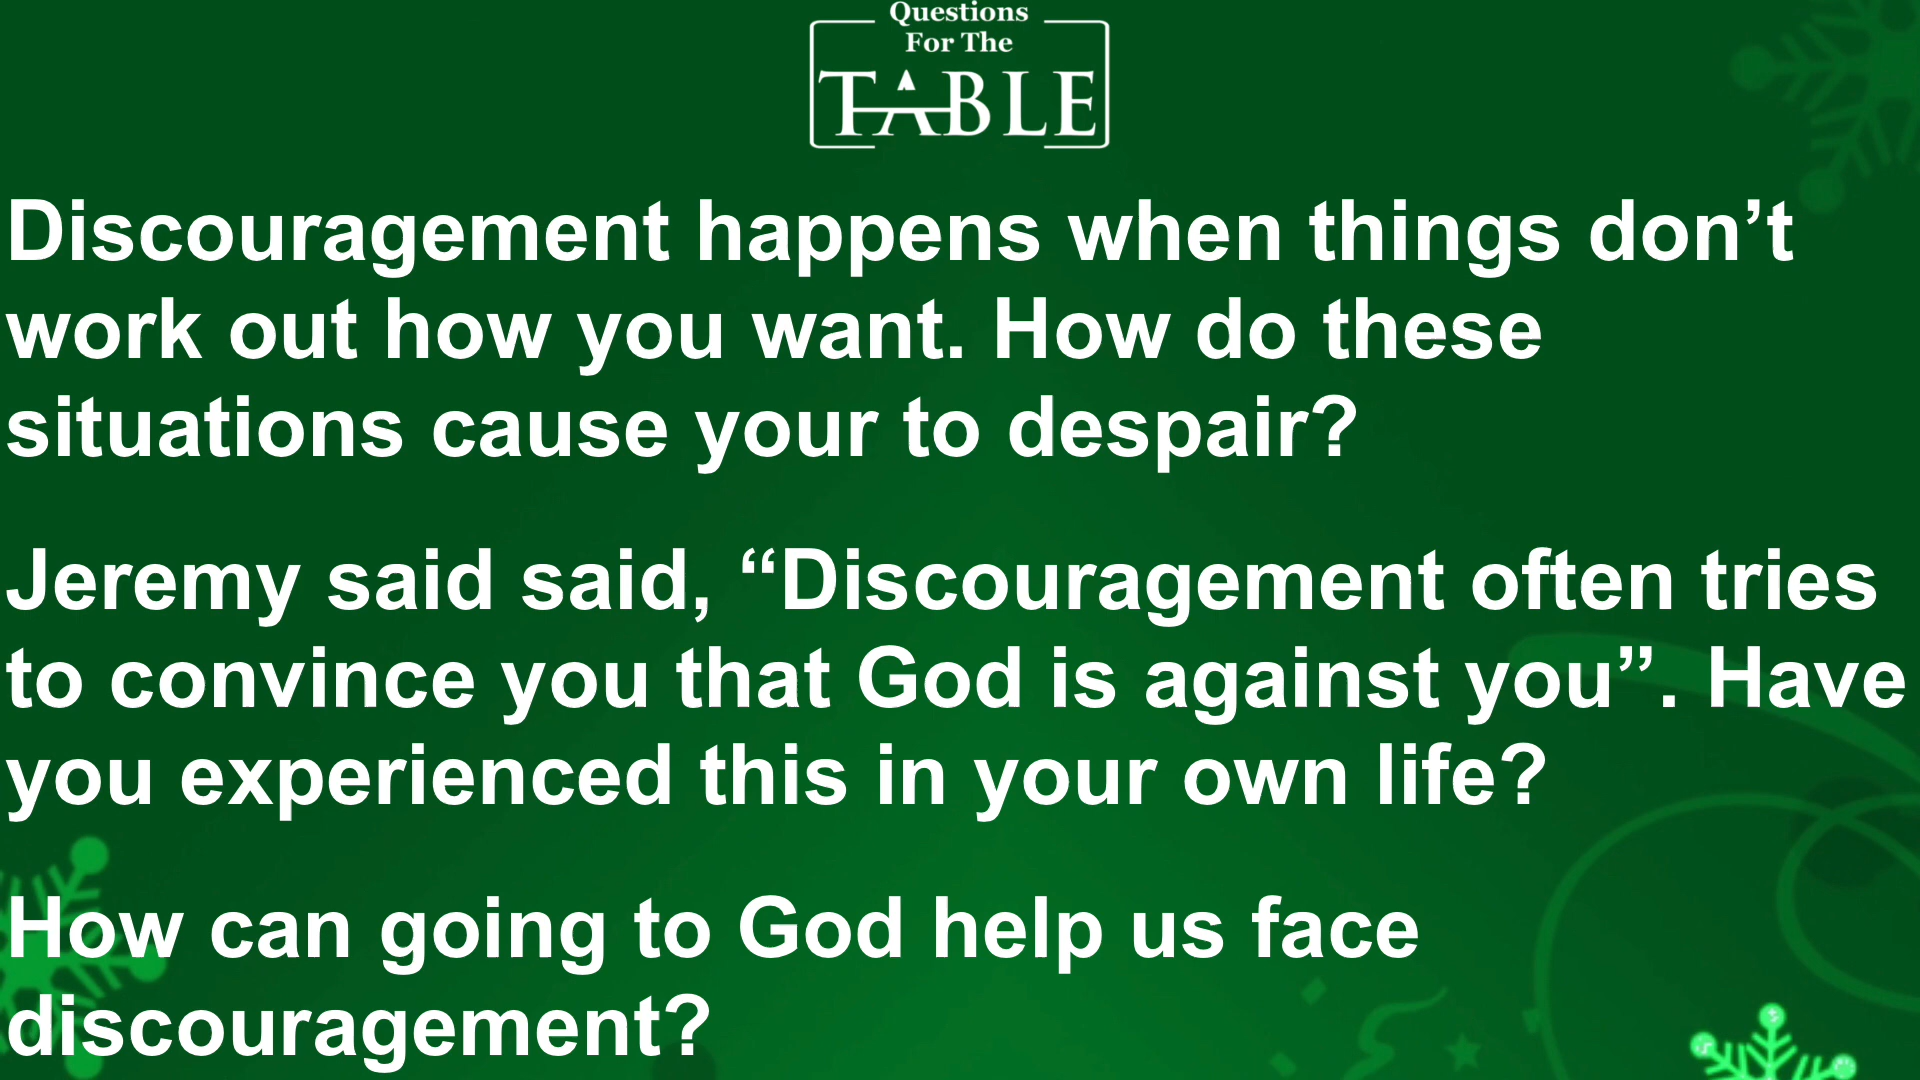 Questions
For The
TABLE
Discouragement happens when things don’t
work out how you want. How do these
situations cause your to despair?
Jeremy said said, “Discouragement often tries
to convince you that God is against you”. Have
you experienced this in your own life?
How can going to God help us face
discouragement?